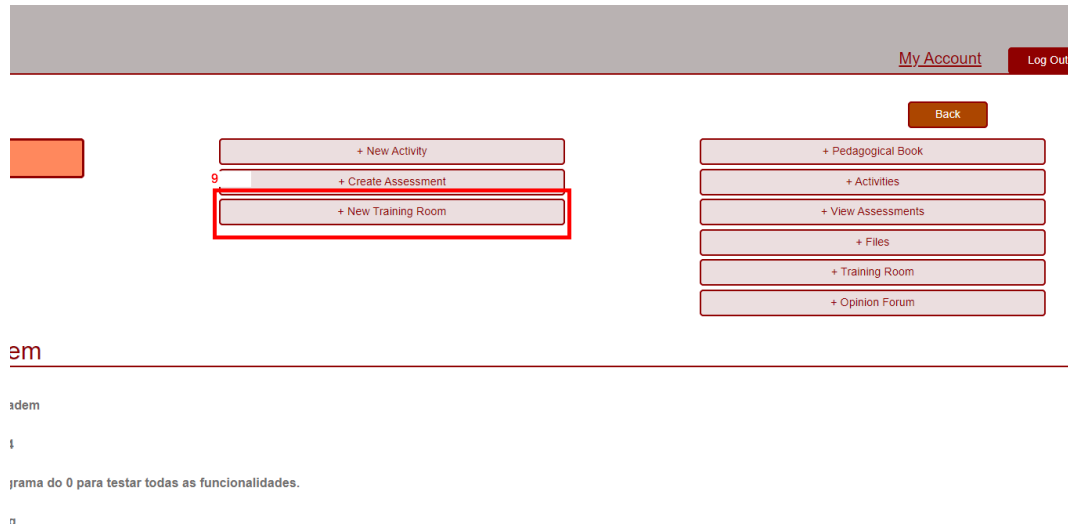 My Account
Log Out
Back
+ New Activity
+ Pedagogical Book
9
+ Create Assessment
+ Activities
+ New Training Room
+ View Assessments
+ Files
+ Training Room
+ Opinion Forum
em
adem
grama do 0 para testar todas as funcionalidades.